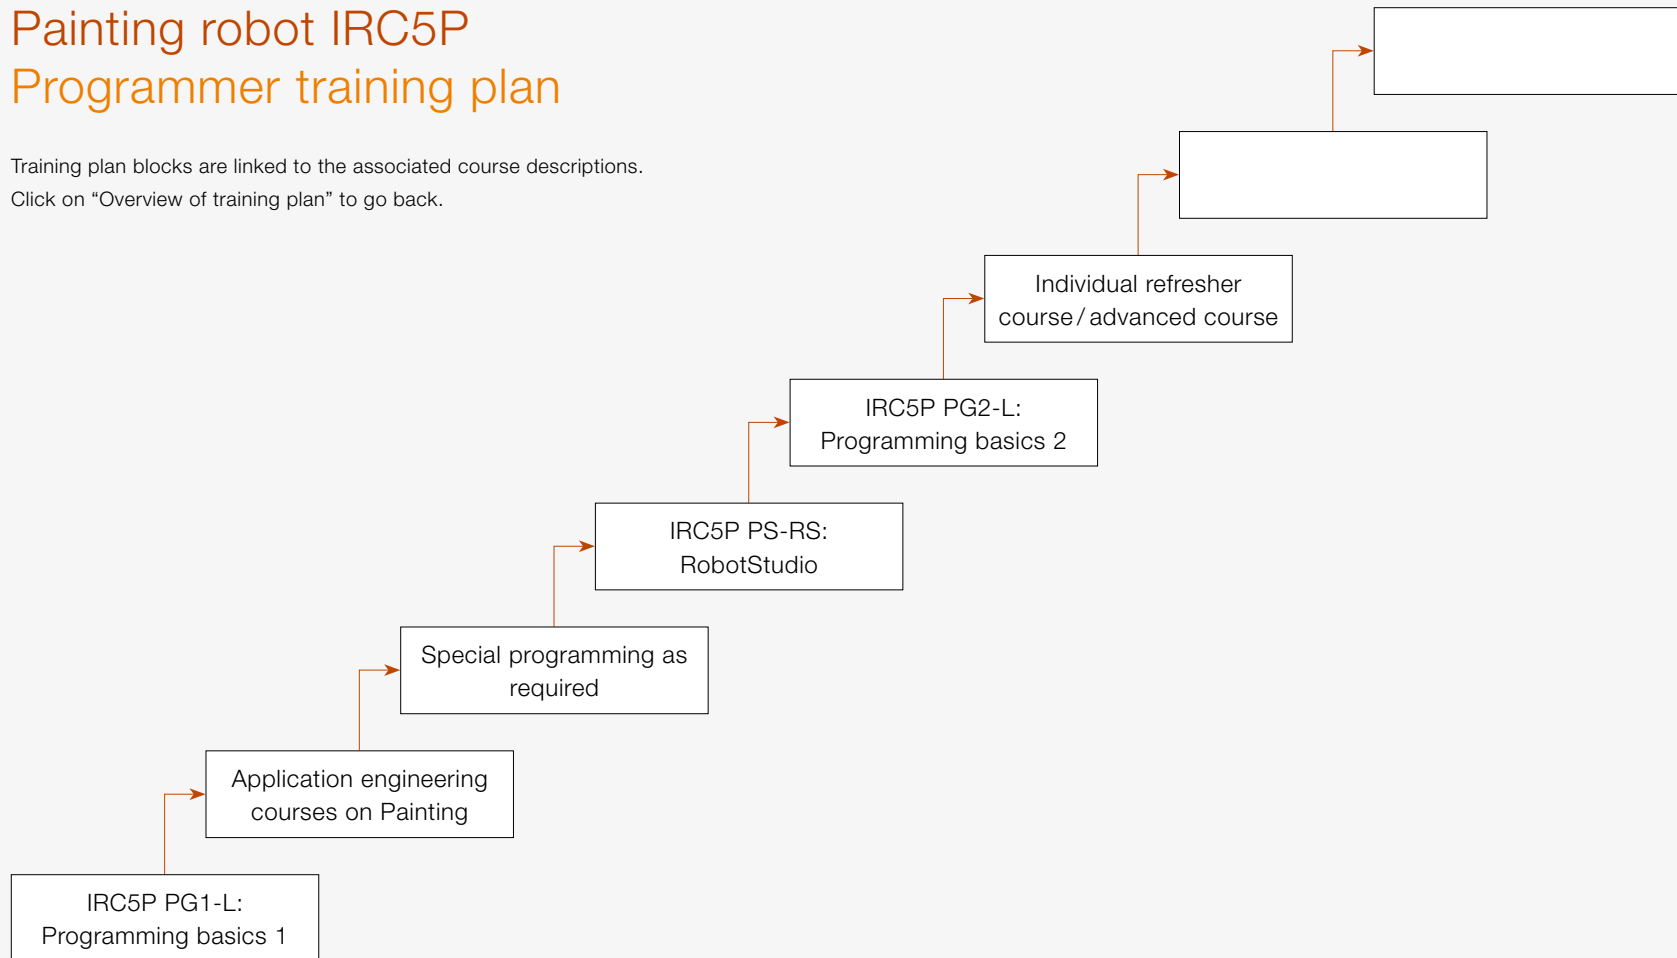 Painting robot IRC5P
Programmer training plan
Training plan blocks are linked to the associated course descriptions.
Click on “Overview of training plan” to go back.
Individual refresher
course / advanced course
IRC5P PG2-L:
Programming basics 2
IRC5P PS-RS:
RobotStudio
Special programming as
required
Application engineering
courses on Painting
IRC5P PG1-L:
Programming basics 1